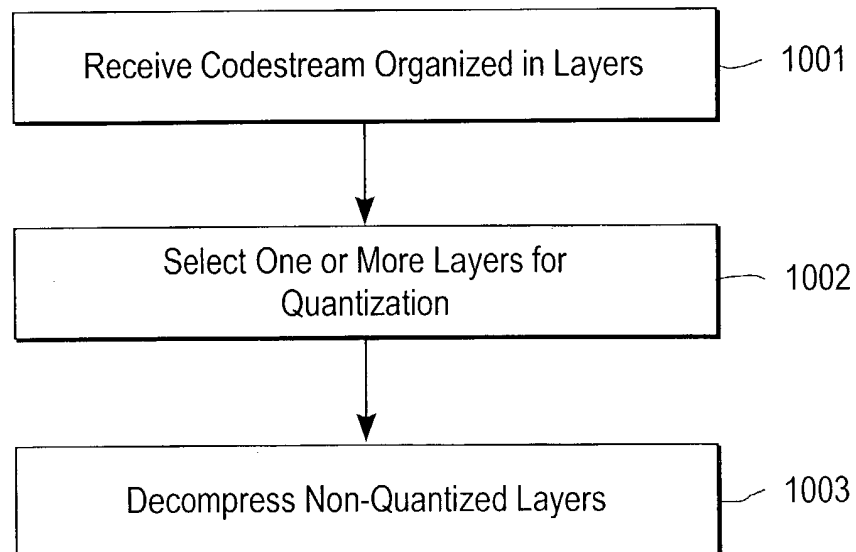 Receive Codestream Organized in Layers
1001
Select One or More Layers for
Quantization
1002
Decompress Non-Quantized Layers
1003